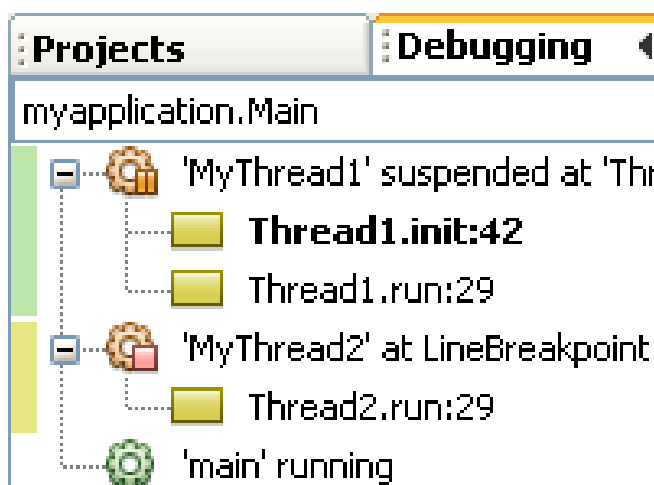 Projects Debugging
myapplication.Main
'MyThread1' suspended at 'Thr
Thread1.init:42
Thread1.run:29
'MyThread2' at LineBreakpoint
Thread2.run:29
'main' running